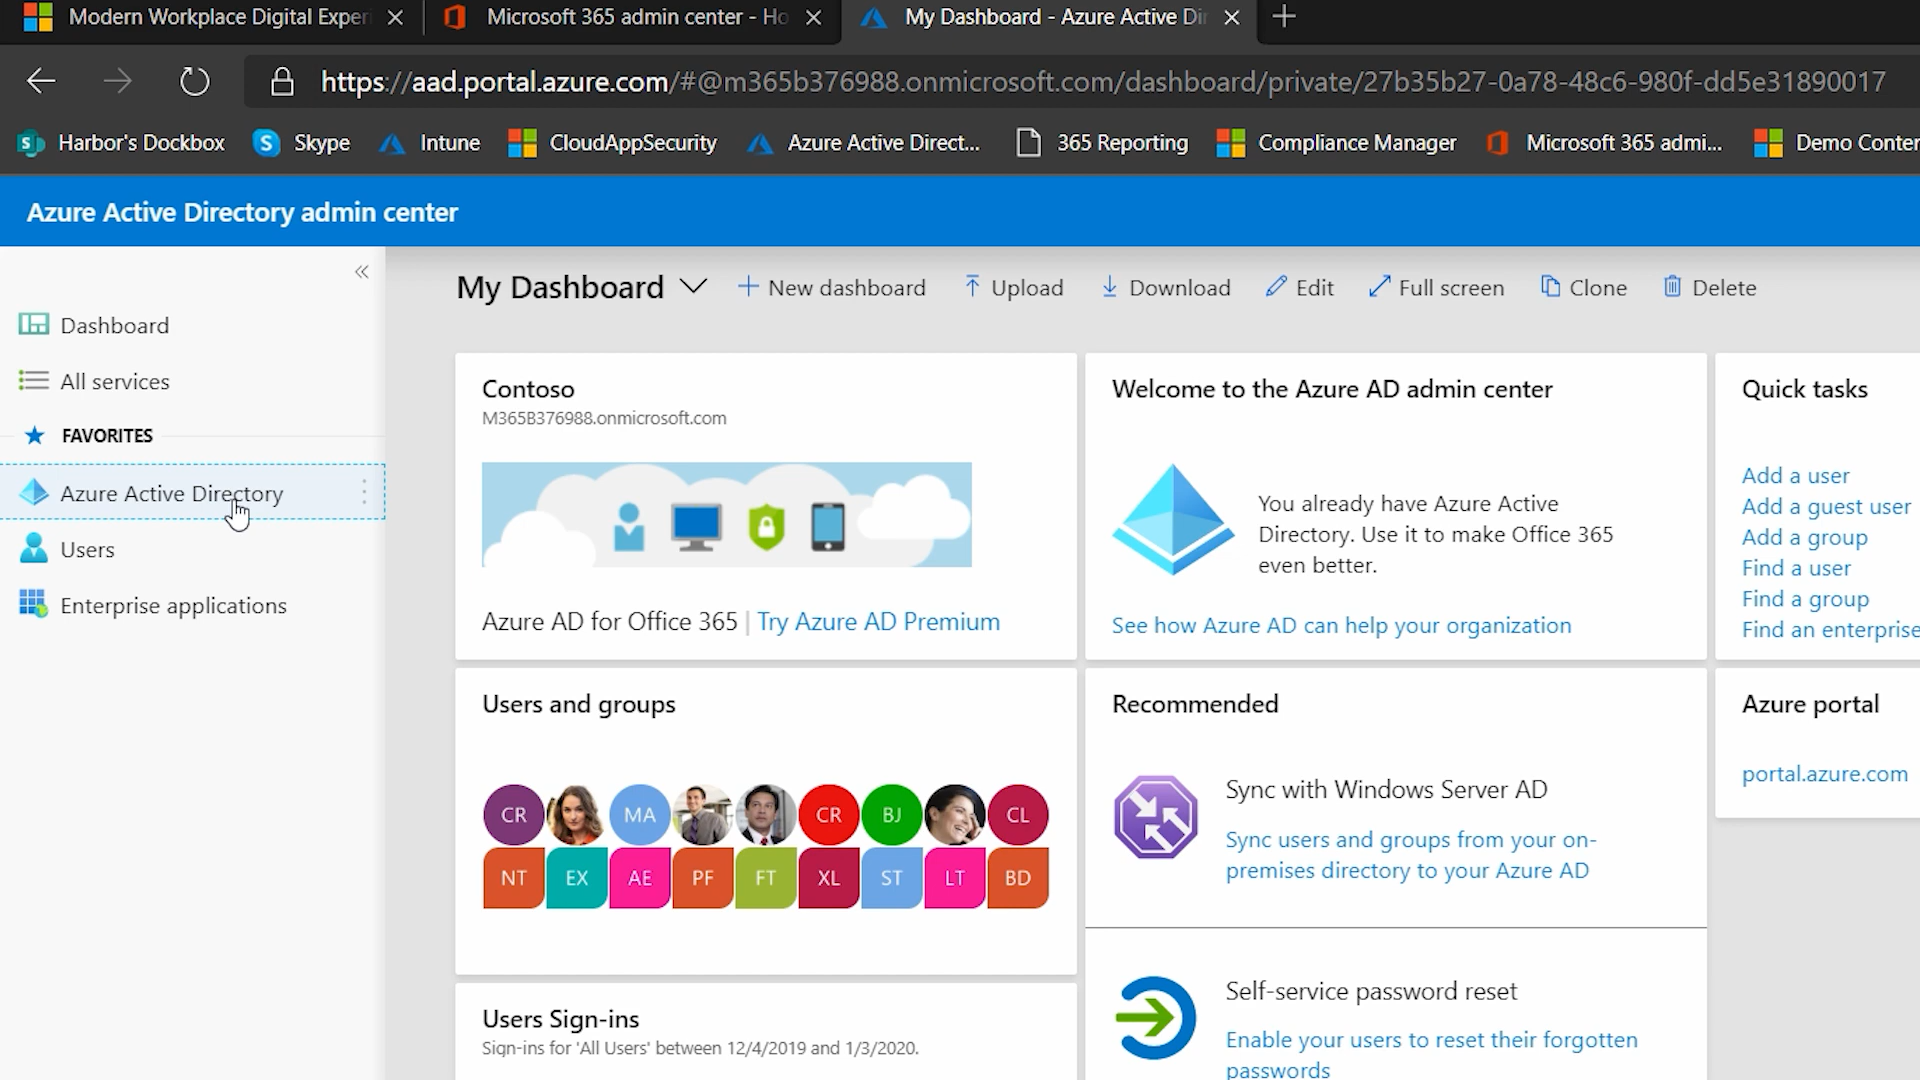 Modern Workplace Digital Experi
Microsoft 365 admin center - Ho
My Dashboard - Azure Active Dir
https://aad.portal.azure.com/#@m365b376988.onmicrosoft.com/dashboard/private/27b35b27-0a78-48c6-980f-dd5e31890017
Harbor's Dockbox
Skype
Intune
CloudAppSecurity
Azure Active Direct...
365 Reporting
Compliance Manager
Microsoft 365 admi...
Demo Conter
Azure Active Directory admin center
«
Dashboard
All services
FAVORITES
Azure Active Directory
Users
Enterprise applications
My Dashboard
New dashboard
Upload
Download
Edit
Full screen
Clone
Delete
Contoso
M365B376988.onmicrosoft.com
Azure AD for Office 365 | Try Azure AD Premium
Welcome to the Azure AD admin center
You already have Azure Active
Directory. Use it to make Office 365
even better.
See how Azure AD can help your organization
Quick tasks
Add a user
Add a guest user
Add a group
Find a user
Find a group
Find an enterprise
Users and groups
CR MA CR BJ CL
NT EX AE PF FT XL ST LT BD
Recommended
Sync with Windows Server AD
Sync users and groups from your on-
premises directory to your Azure AD
Self-service password reset
Enable your users to reset their forgotten
passwords
Azure portal
portal.azure.com
Users Sign-ins
Sign-ins for 'All Users' between 12/4/2019 and 1/3/2020.